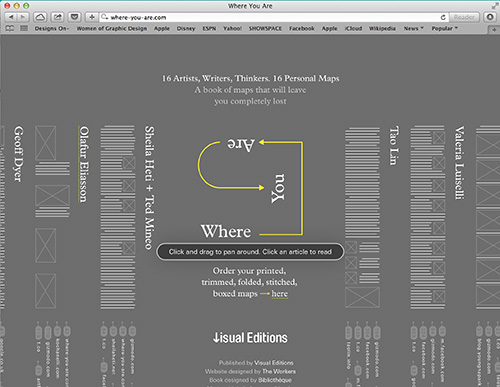 Where You Are
where-you-are.com
Reader
Designs On-
Women of Graphic Design
Apple
Disney
ESPN
Yahoo!
SHOWSPACE
Facebook
Apple
iCloud
Wikipedia
News
Popular
16 Artists, Writers, Thinkers. 16 Personal Maps
A book of maps that will leave
you completely lost
Geoff Dyer
Olafur Eliasson
Sheila Heti + Ted Mineo
Where
You
Are
Tao Lin
Valeria Luiselli
Click and drag to pan around. Click an article to read
Order your printed,
trimmed, folded, stitched,
boxed maps → here
Visual Editions
Published by Visual Editions
Website designed by The Workers
Book designed by Bibliothèque